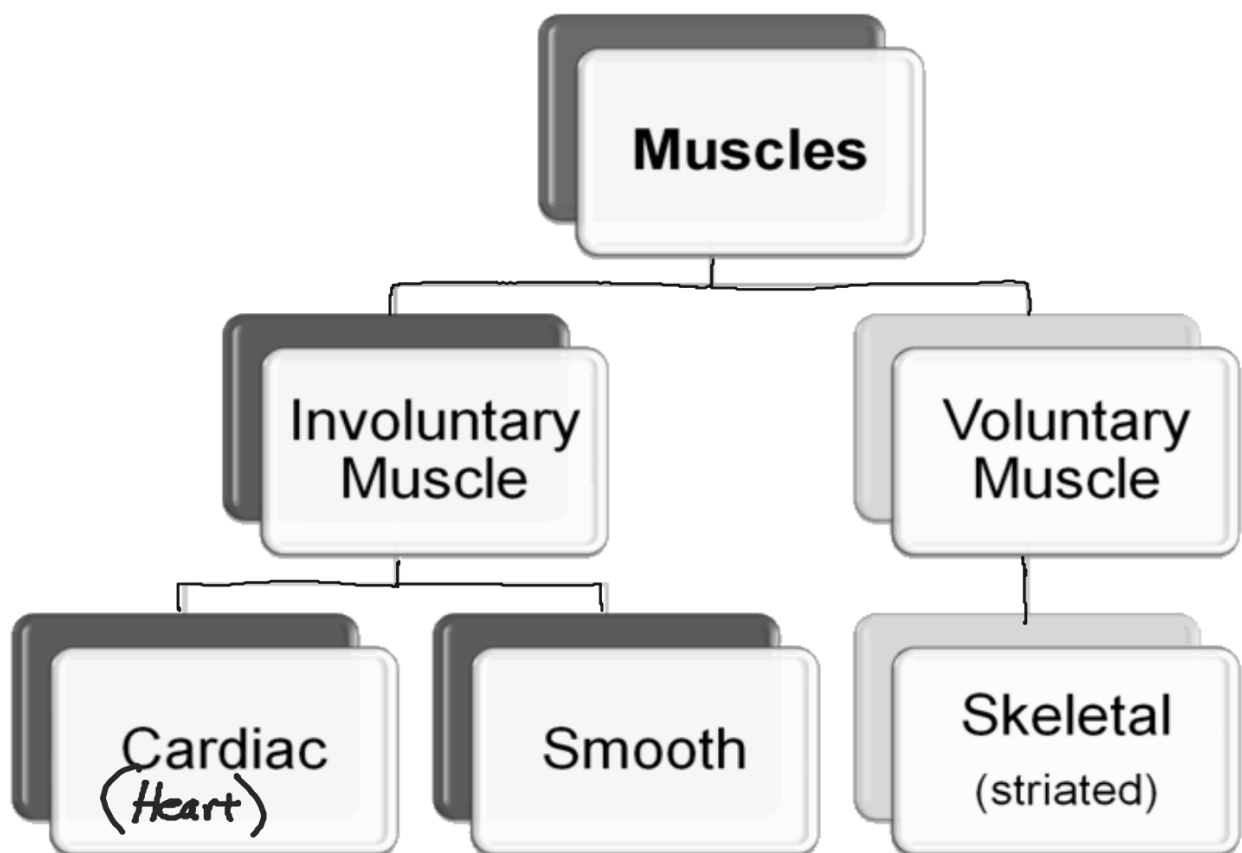 Muscles
Involuntary
Muscle
Voluntary
Muscle
Cardiac
(Heart)
Smooth
Skeletal
(striated)